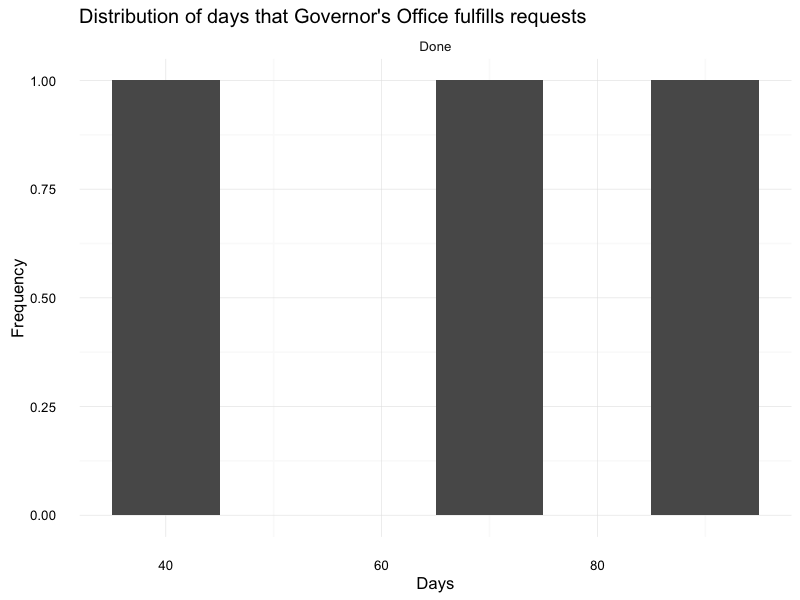 Distribution of days that Governor's Office fulfills requests
Done
1.00
0.75
0.50
0.25
0.00
Frequency
40 60 80
Days